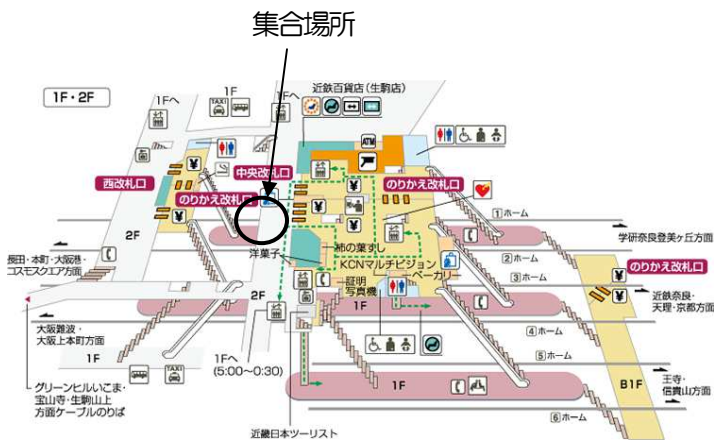 集合場所
1F・2F
1Fへ
1F
TAXI
1Fへ
近鉄百貨店(生駒店)
ATM
中央改札口
西改札口
のりかえ改札口
のりかえ改札口
¥
¥
¥
¥
¥
¥
2F
1ホーム
学研奈良登美ヶ丘方面
長田・本町・大阪港・
コスモスクエア方面
洋菓子
柿の葉すし
KCNマルチビジョン
ベーカリー
証明
写真機
2ホーム
3ホーム
のりかえ改札口
¥
¥
近鉄奈良・
天理・京都方面
2F
1F
大阪難波・
大阪上本町方面
4ホーム
1F
1Fへ
(5:00~0:30)
5ホーム
TAXI
1F
B1F
王寺・
信貴山方面
グリーンヒルいこま・
宝山寺・生駒山上
方面ケーブルのりば
6ホーム
近畿日本ツーリスト